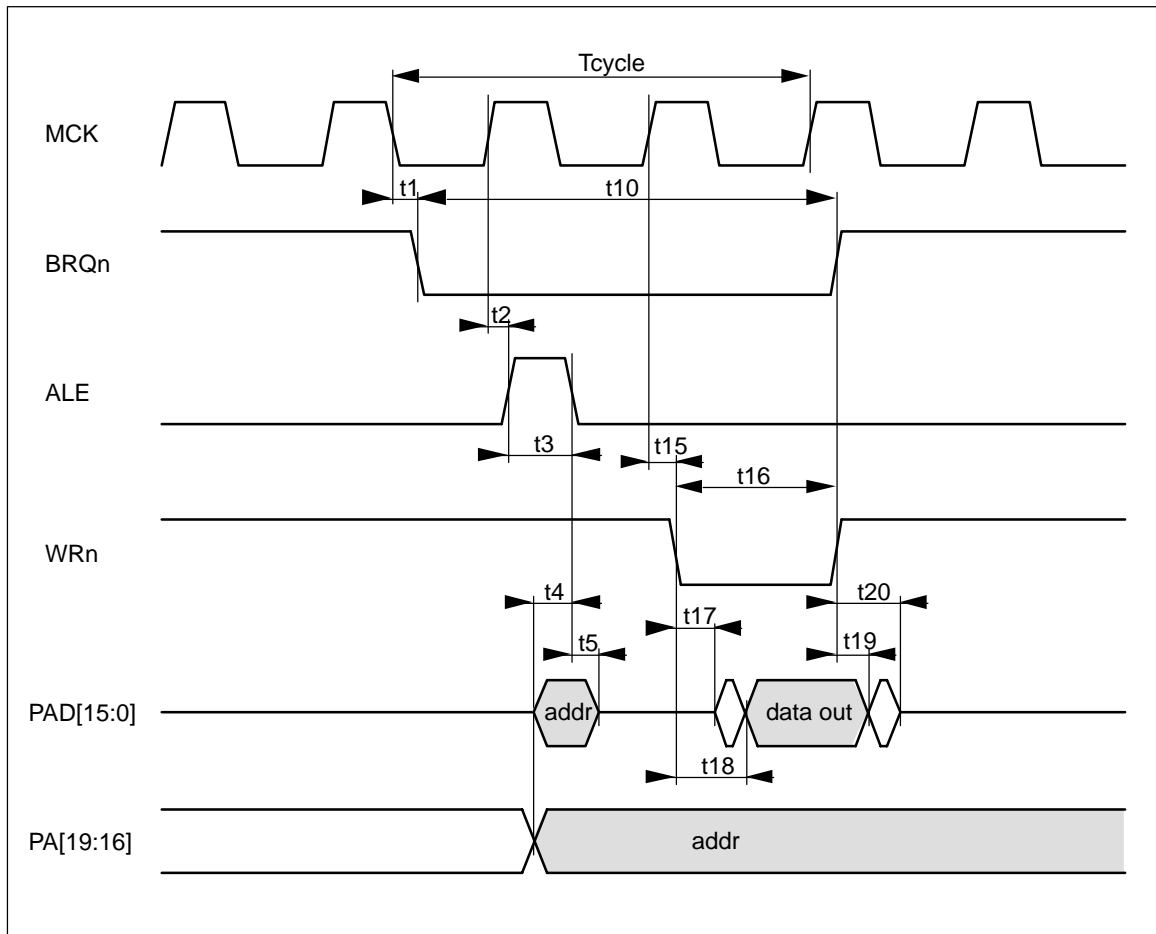 Tcycle
MCK
t1
t10
BRQn
t2
ALE
t3
t15
t16
WRn
t4
t17
t20
t5
t19
PAD[15:0]
addr
data out
t18
PA[19:16]
addr